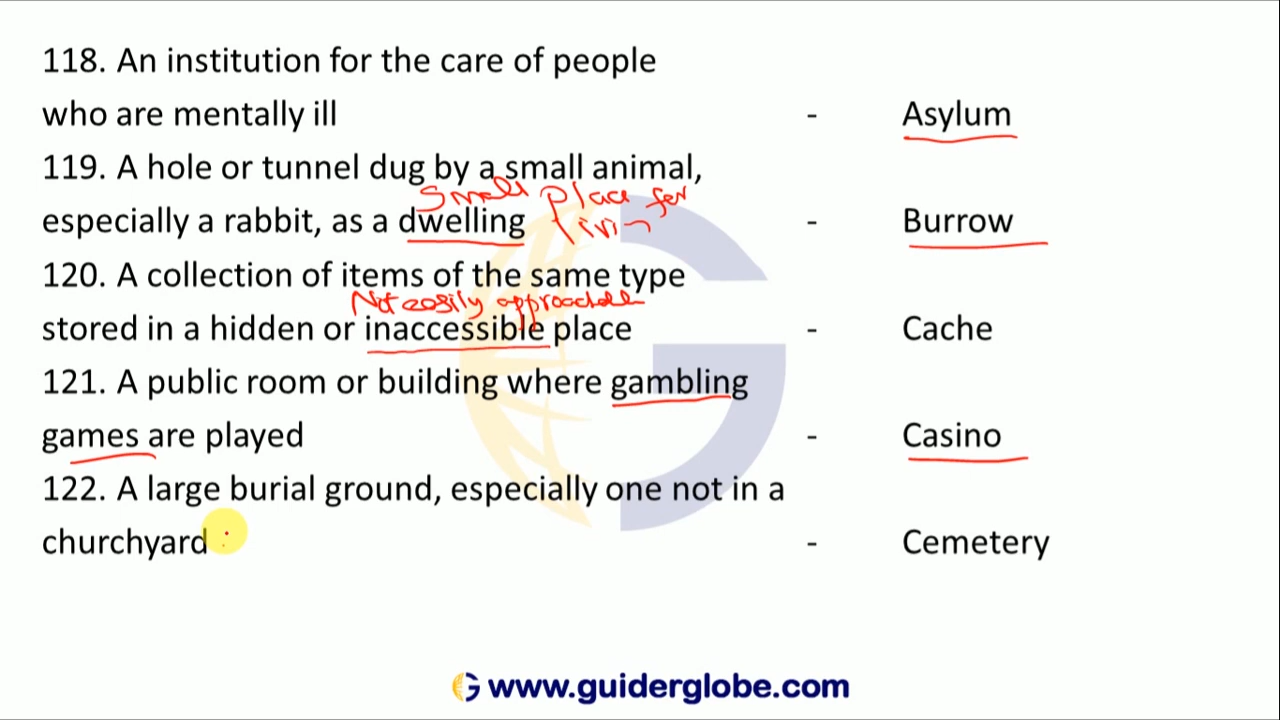 118. An institution for the care of people
who are mentally ill - Asylum
119. A hole or tunnel dug by a small animal,
Small place for
especially a rabbit, as a dwelling - Burrow
living
120. A collection of items of the same type
Not easily approachable
stored in a hidden or inaccessible place - Cache
121. A public room or building where gambling
games are played - Casino
122. A large burial ground, especially one not in a
churchyard - Cemetery
www.guiderglobe.com